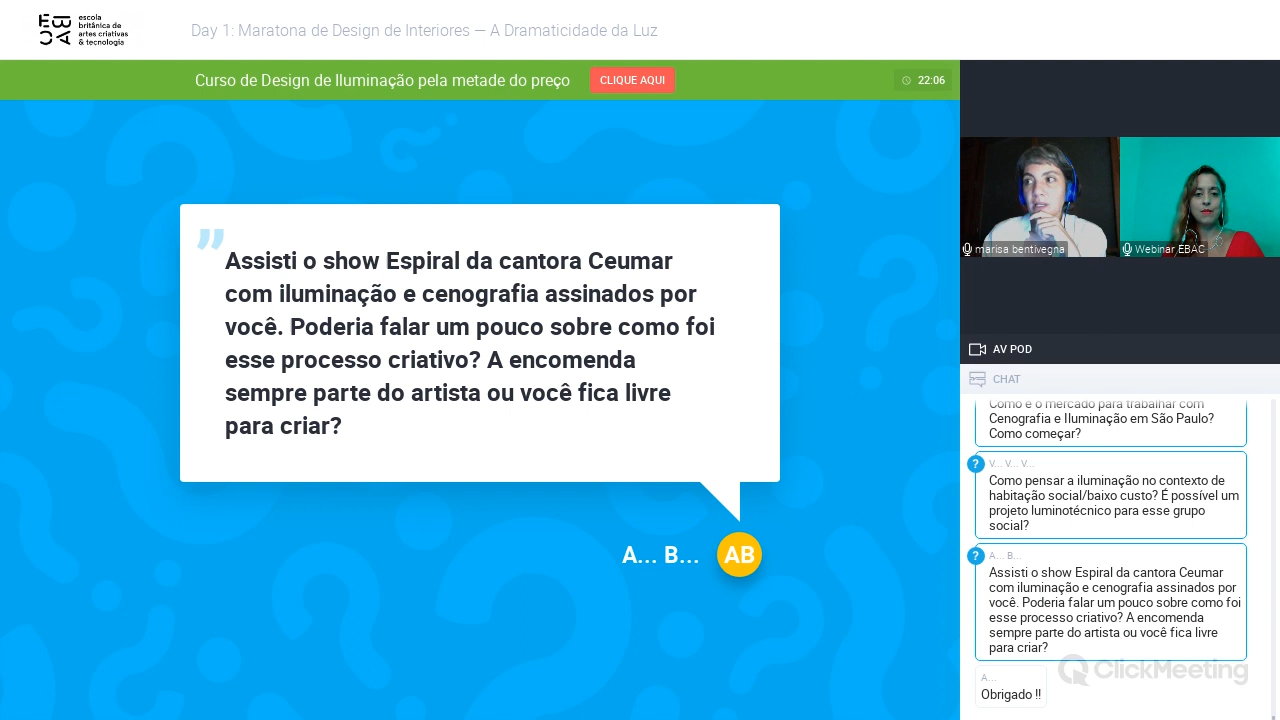 EBAC
escola
britânica de
artes criativas
& tecnologia
Day 1: Maratona de Design de Interiores — A Dramaticidade da Luz
Curso de Design de Iluminação pela metade do preço
CLIQUE AQUI
22:06
Assisti o show Espiral da cantora Ceumar
com iluminação e cenografia assinados por
você. Poderia falar um pouco sobre como foi
esse processo criativo? A encomenda
sempre parte do artista ou você fica livre
para criar?
A... B...
AB
marisa bentivegna
Webinar EBAC
AV POD
CHAT
Como é o mercado para trabalhar com
Cenografia e Iluminação em São Paulo?
Como começar?
?
V... V... V...
Como pensar a iluminação no contexto de
habitação social/baixo custo? É possível um
projeto luminotécnico para esse grupo
social?
?
A... B...
Assisti o show Espiral da cantora Ceumar
com iluminação e cenografia assinados por
você. Poderia falar um pouco sobre como foi
esse processo criativo? A encomenda
sempre parte do artista ou você fica livre
para criar?
ClickMeeting
A...
Obrigado !!